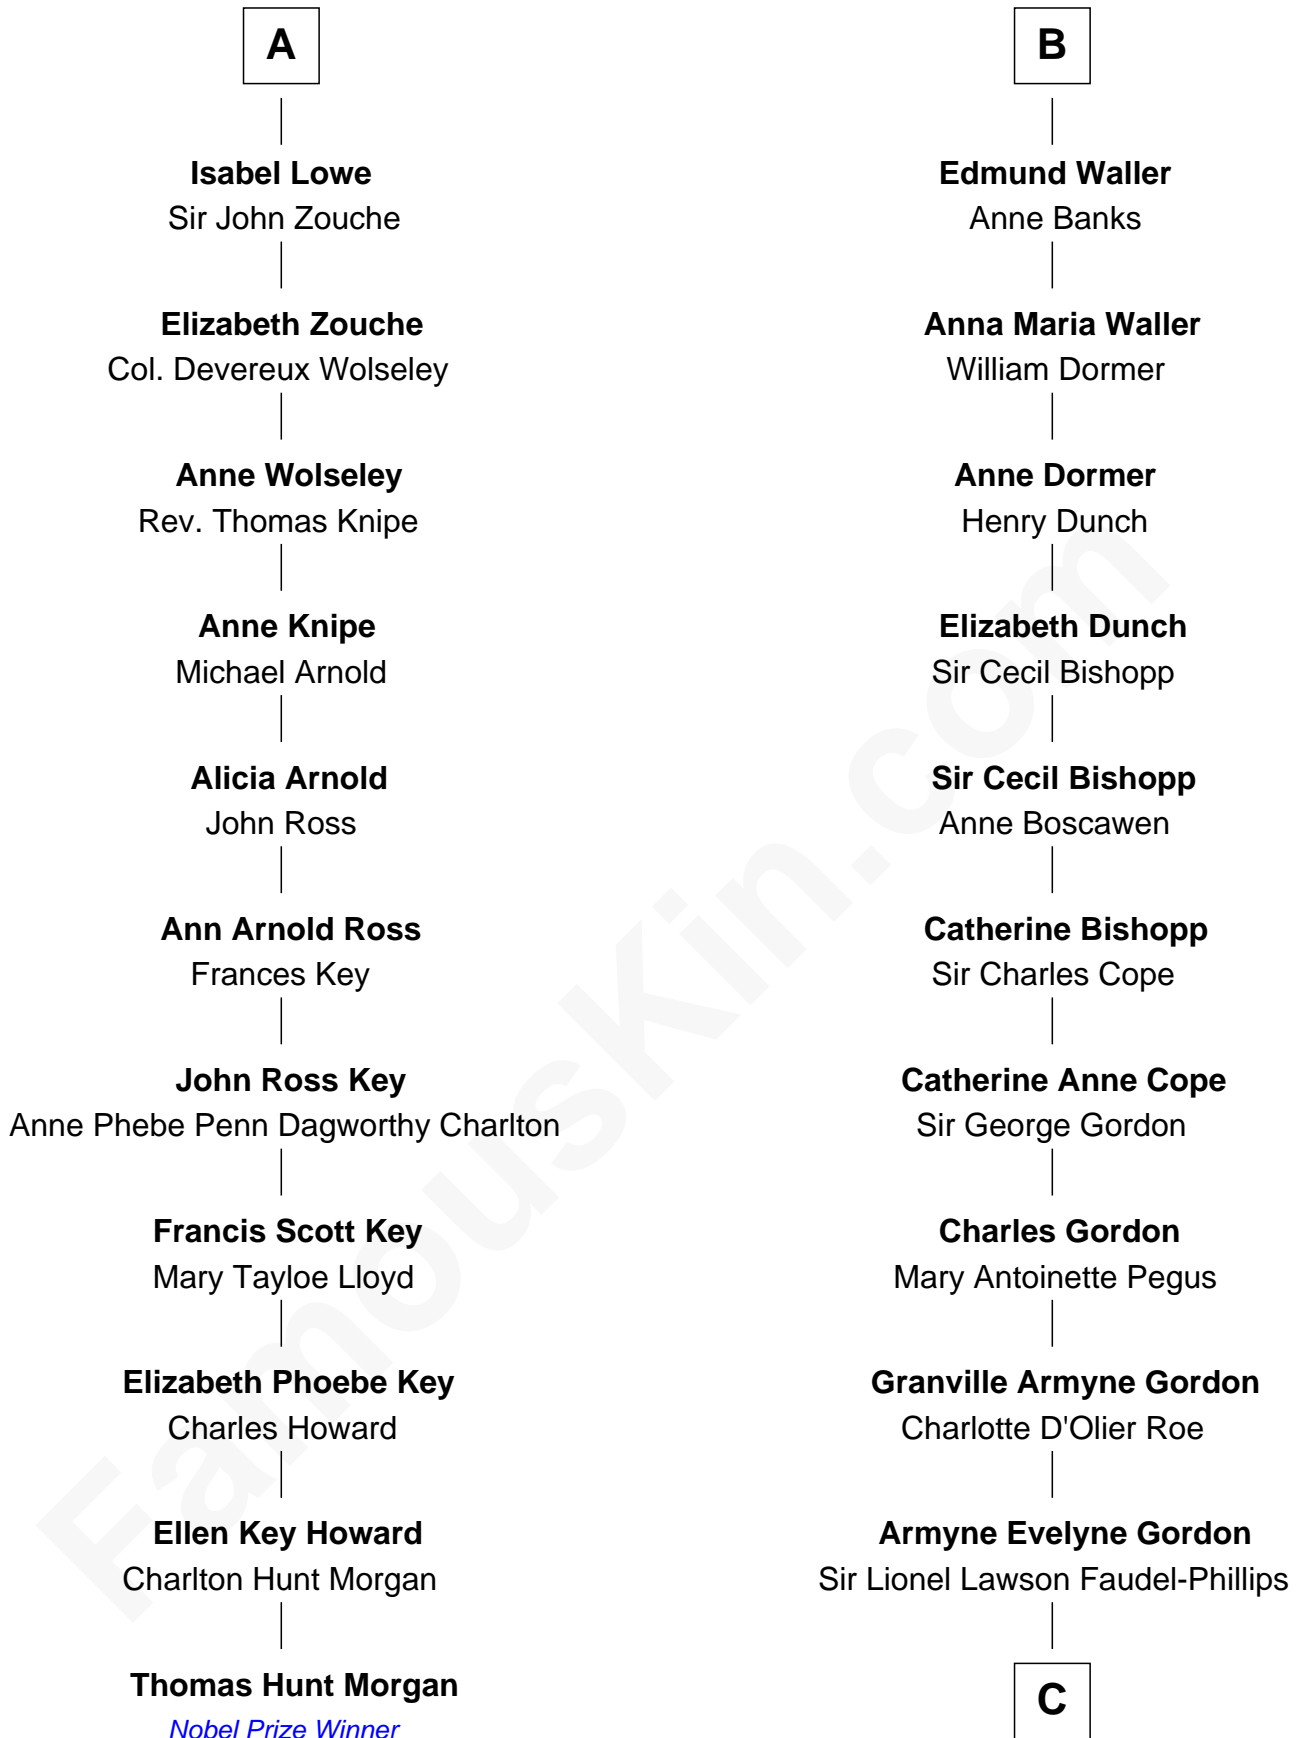 A
Isabel Lowe
Sir John Zouche
Elizabeth Zouche
Col. Devereux Wolseley
Anne Wolseley
Rev. Thomas Knipe
Anne Knipe
Michael Arnold
Alicia Arnold
John Ross
Ann Arnold Ross
Frances Key
John Ross Key
Anne Phebe Penn Dagworthy Charlton
Francis Scott Key
Mary Tayloe Lloyd
Elizabeth Phoebe Key
Charles Howard
Ellen Key Howard
Charlton Hunt Morgan
Thomas Hunt Morgan
Nobel Prize Winner
B
Edmund Waller
Anne Banks
Anna Maria Waller
William Dormer
Anne Dormer
Henry Dunch
Elizabeth Dunch
Sir Cecil Bishopp
Sir Cecil Bishopp
Anne Boscawen
Catherine Bishopp
Sir Charles Cope
Catherine Anne Cope
Sir George Gordon
Charles Gordon
Mary Antoinette Pegus
Granville Armyne Gordon
Charlotte D'Olier Roe
Armyne Evelyne Gordon
Sir Lionel Lawson Faudel-Phillips
C
FamousKin.com